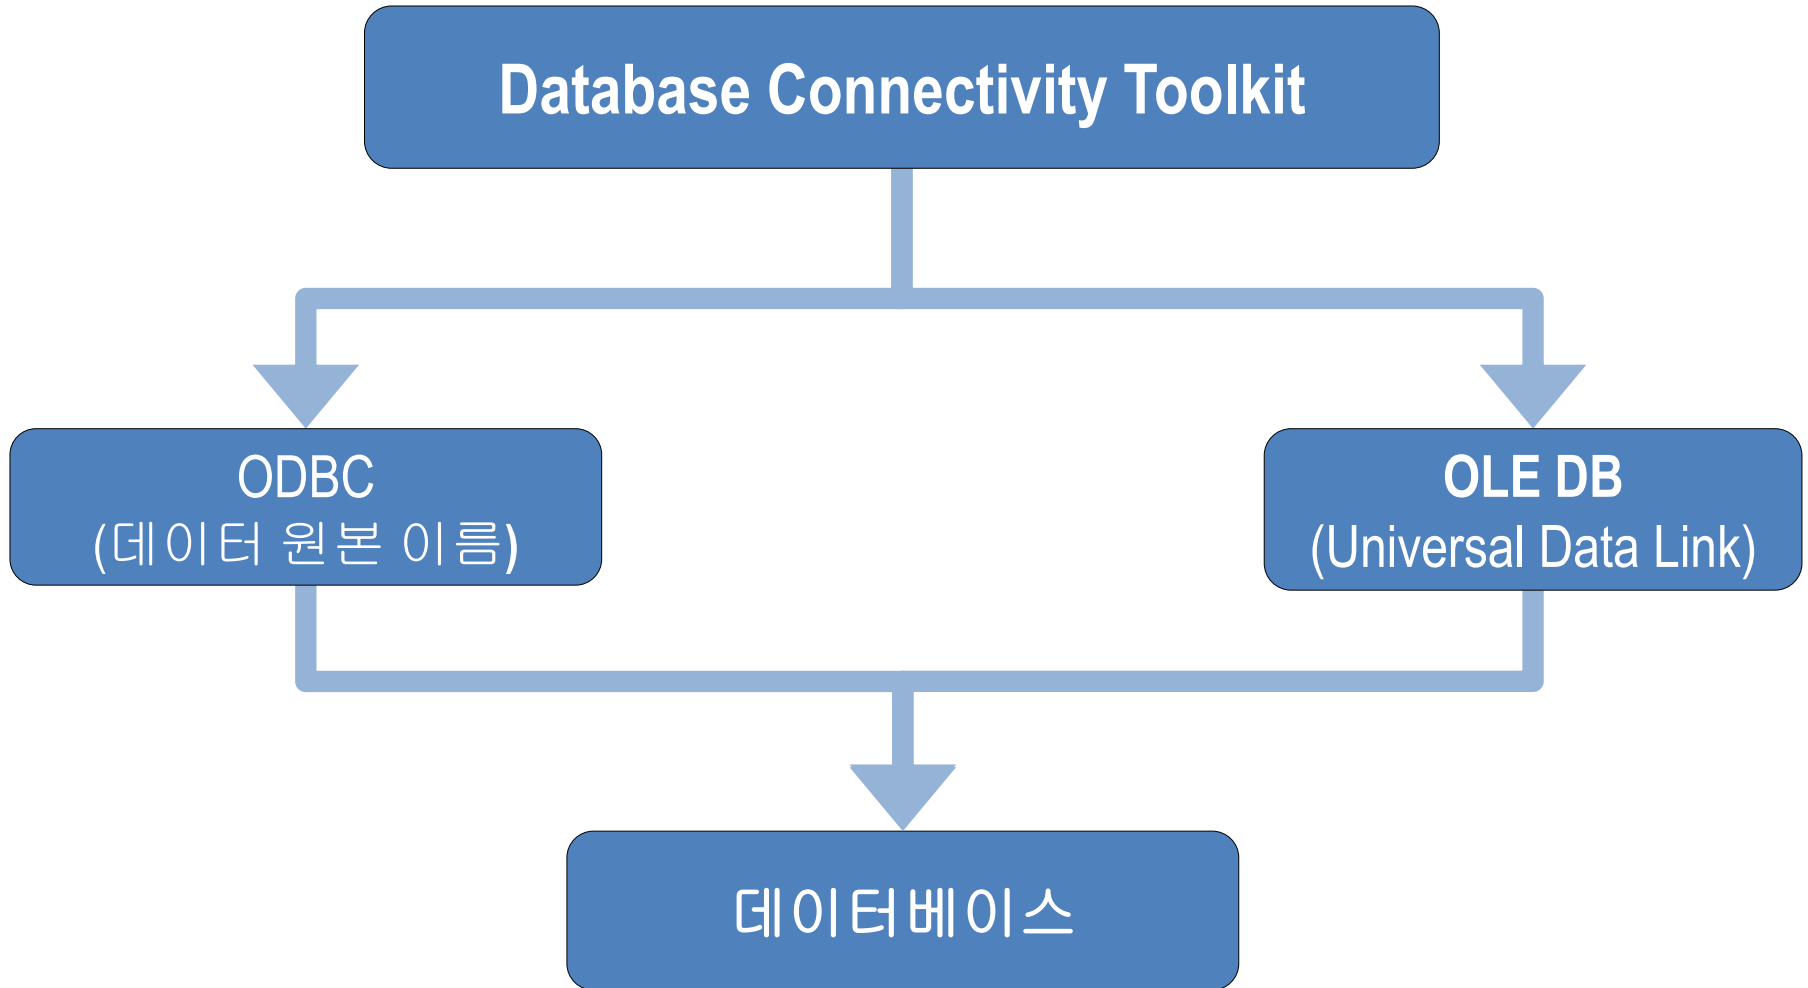 Database Connectivity Toolkit
ODBC
(데이터 원본 이름)
OLE DB
(Universal Data Link)
데이터베이스